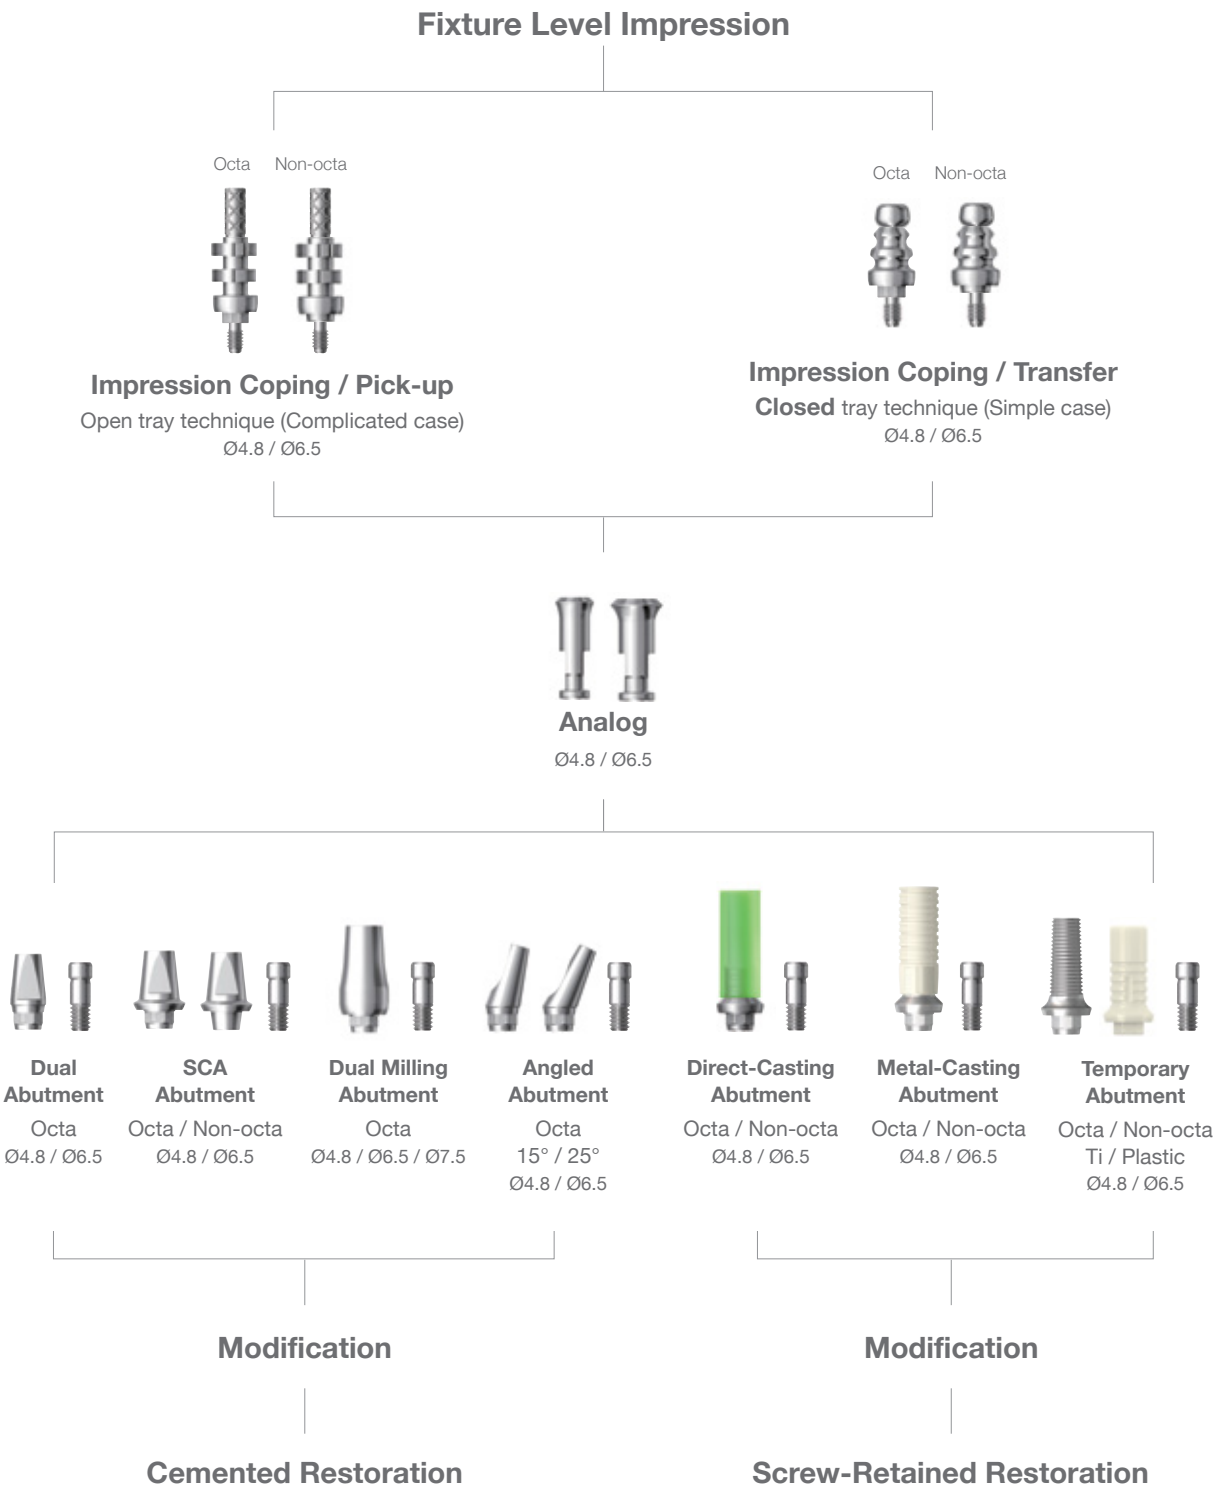 Fixture Level Impression
Octa Non-octa
Octa Non-octa
Impression Coping / Pick-up
Open tray technique (Complicated case)
Ø4.8 / Ø6.5
Impression Coping / Transfer
Closed tray technique (Simple case)
Ø4.8 / Ø6.5
Analog
Ø4.8 / Ø6.5
Dual
Abutment
Octa
Ø4.8 / Ø6.5
SCA
Abutment
Octa / Non-octa
Ø4.8 / Ø6.5
Dual Milling
Abutment
Octa
Ø4.8 / Ø6.5 / Ø7.5
Angled
Abutment
Octa
15° / 25°
Ø4.8 / Ø6.5
Direct-Casting
Abutment
Octa / Non-octa
Ø4.8 / Ø6.5
Metal-Casting
Abutment
Octa / Non-octa
Ø4.8 / Ø6.5
Temporary
Abutment
Octa / Non-octa
Ti / Plastic
Ø4.8 / Ø6.5
Modification
Modification
Cemented Restoration
Screw-Retained Restoration